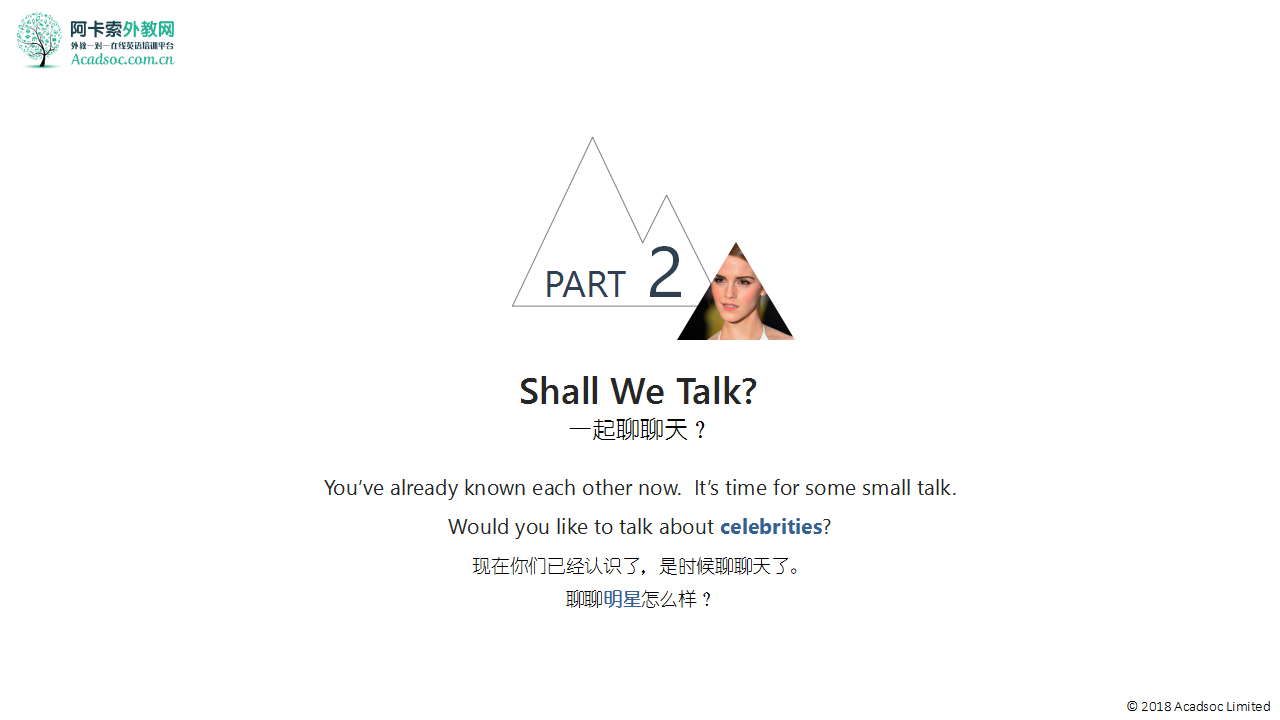 阿卡索外教网
外教一对一在线英语培训平台
Acadsoc.com.cn
PART 2
Shall We Talk?
一起聊聊天？
You’ve already known each other now.  It’s time for some small talk.
Would you like to talk about celebrities?
现在你们已经认识了，是时候聊聊天了。
聊聊明星怎么样？
© 2018 Acadsoc Limited